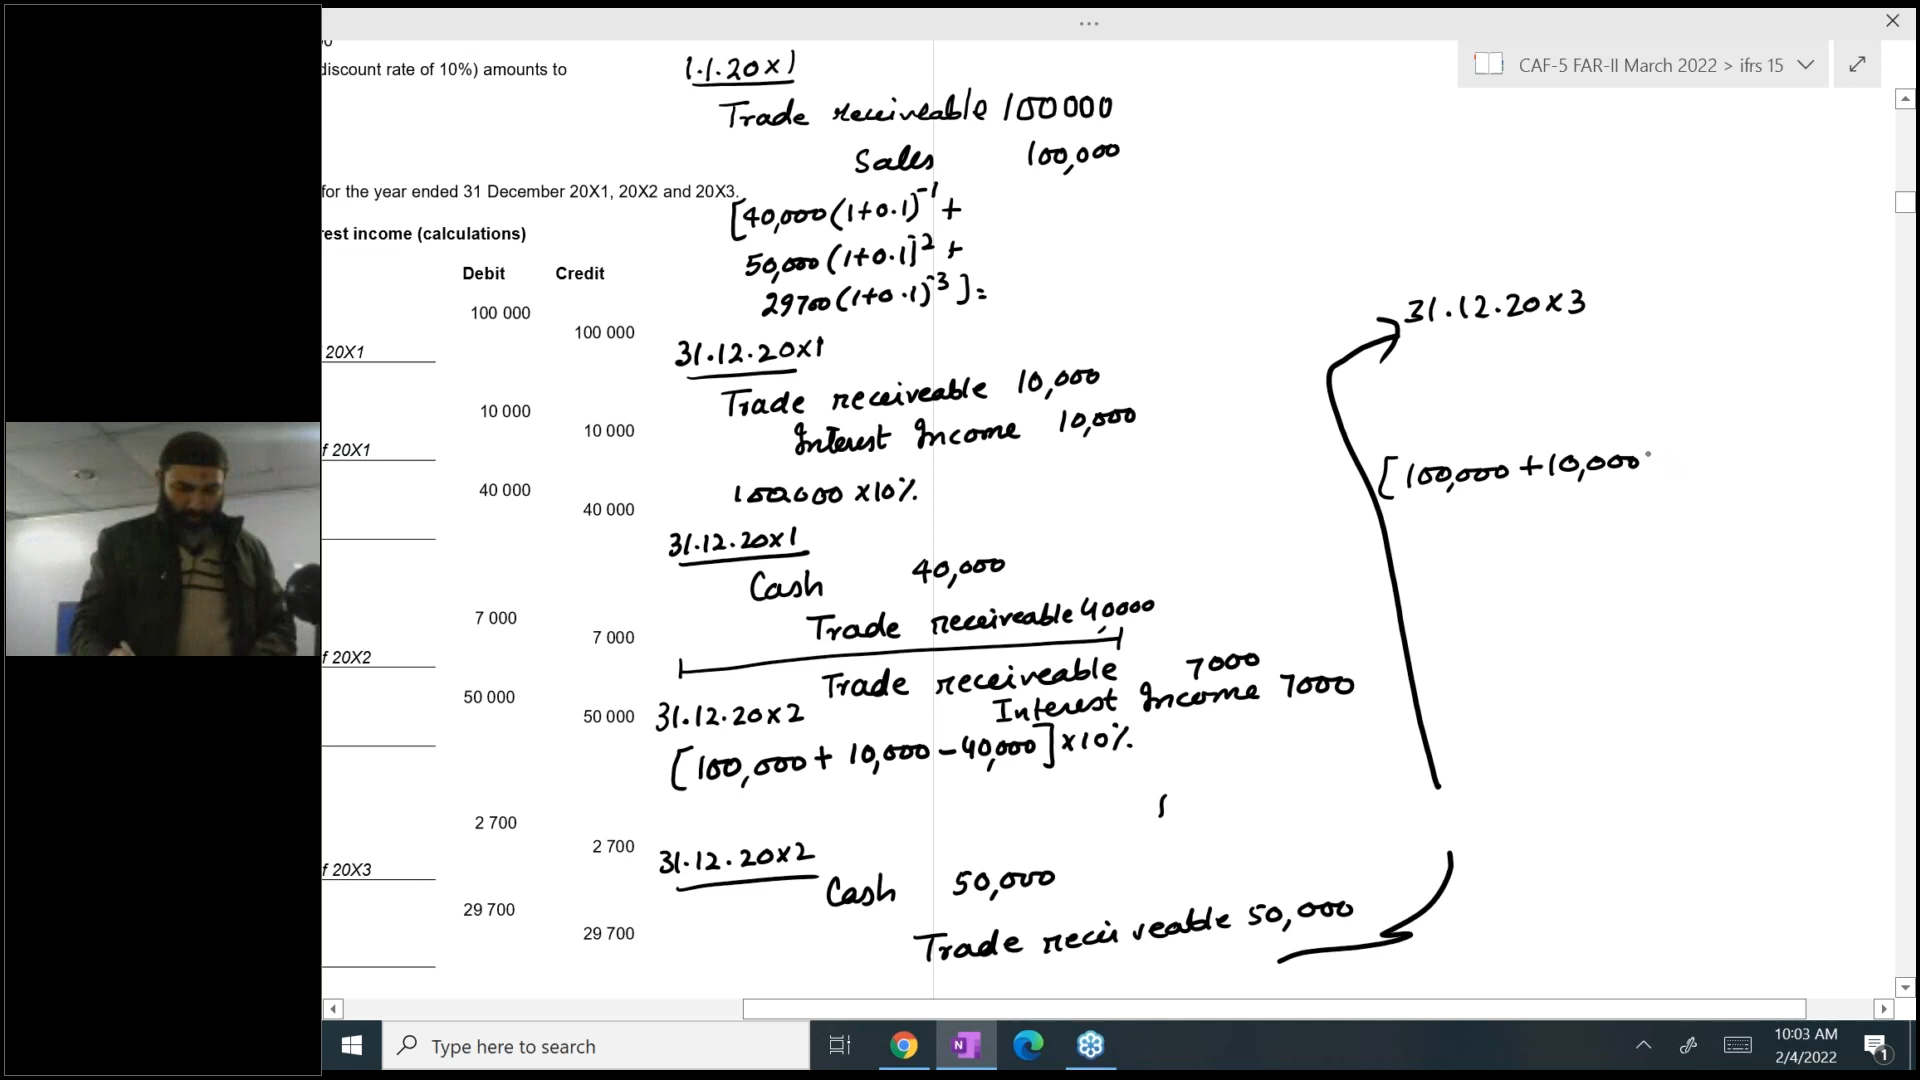 discount rate of 10%) amounts to
for the year ended 31 December 20X1, 20X2 and 20X3.
rest income (calculations)
Debit Credit
100 000
100 000
20X1
10 000
10 000
f 20X1
40 000
40 000
7 000
7 000
f 20X2
50 000
50 000
2 700
2 700
f 20X3
29 700
29 700
1.1.20x1
Trade receiveable 100000
Sales 100,000
[40,000(1+0.1)-1 +
50,000(1+0.1)-2 +
29700(1+0.1)-3] =
31.12.20x1
Trade receiveable 10,000
Interest Income 10,000
100,000 x10%
31.12.20x1
Cash 40,000
Trade receiveable 40000
Trade receiveable 7000
31.12.20x2 Interest Income 7000
[100,000 + 10,000 - 40,000] x10%
31.12.20x2
Cash 50,000
Trade receiveable 50,000
31.12.20x3
[100,000 + 10,000
CAF-5 FAR-II March 2022 > ifrs 15
Type here to search
10:03 AM
2/4/2022
1